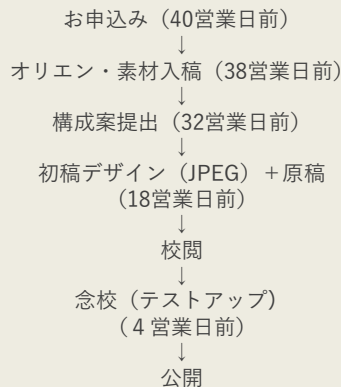 お申込み（40営業日前）
↓
オリエン・素材入稿（38営業日前）
↓
構成案提出（32営業日前）
↓
初稿デザイン（JPEG）＋原稿
（18営業日前）
↓
校閲
↓
念校（テストアップ）
（４営業日前）
↓
公開